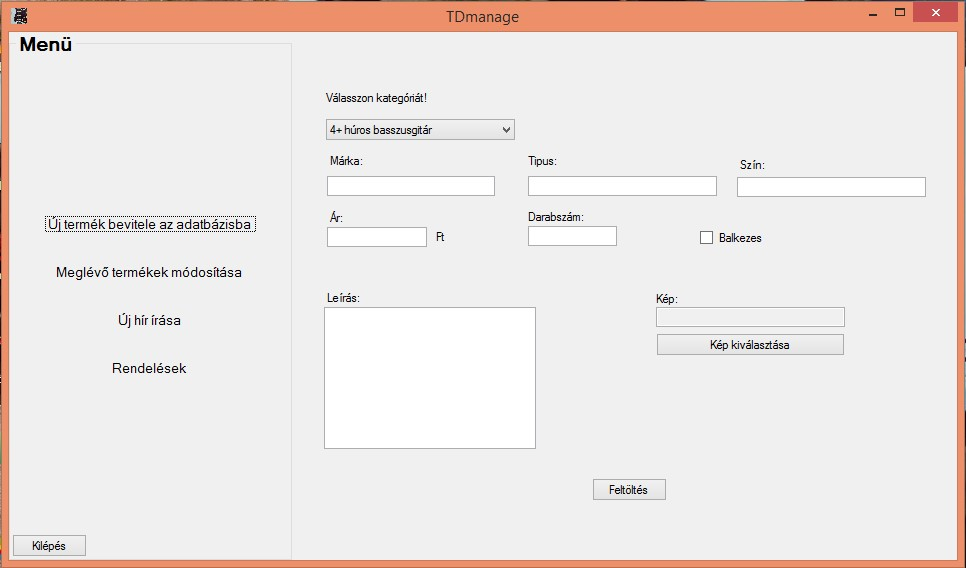 TDmanage
Menü
Új termék bevitele az adatbázisba
Meglévő termékek módosítása
Új hír írása
Rendelések
Kilépés
Válasszon kategóriát!
4+ húros basszusgitár
Márka: Tipus: Szín:
Ár: Darabszám:
Ft Balkezes
Leírás: Kép:
Kép kiválasztása
Feltöltés